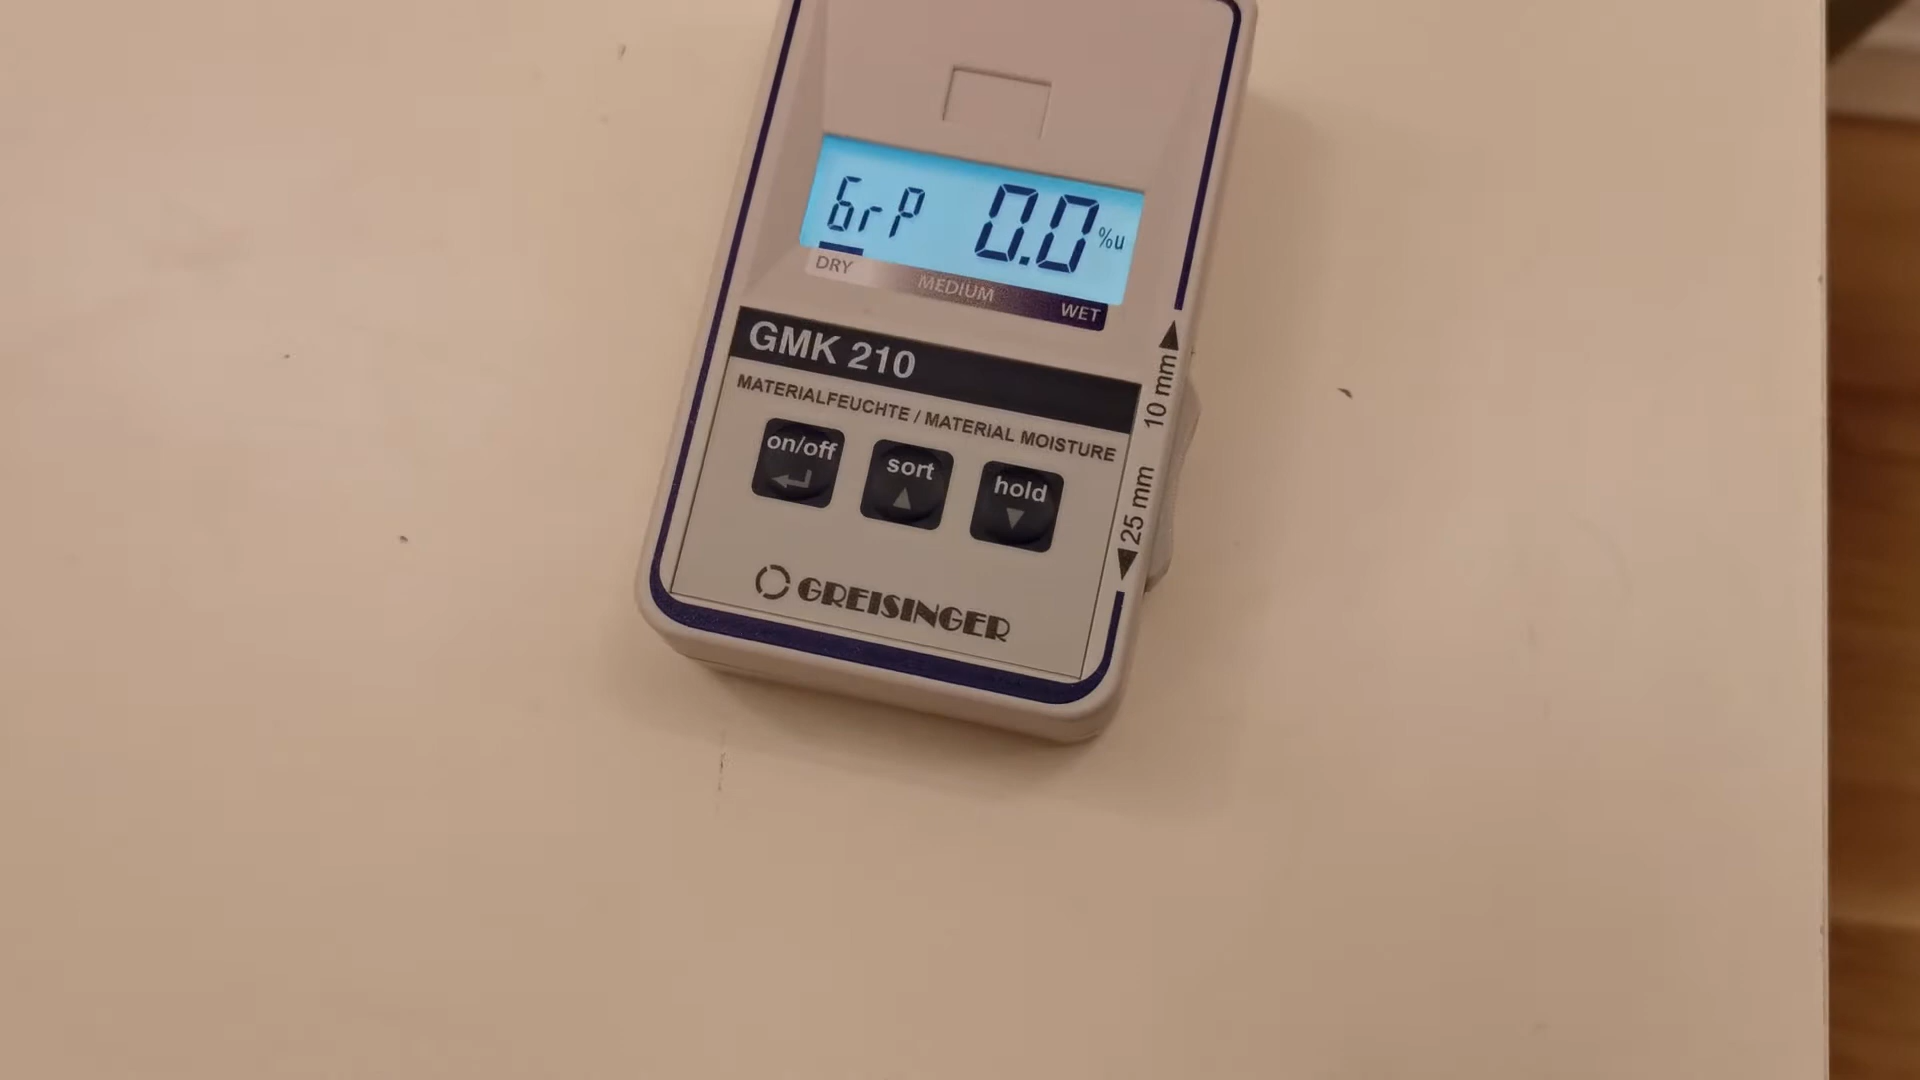 GrP 0.0 %u
DRY MEDIUM WET
GMK 210
MATERIALFEUCHTE / MATERIAL MOISTURE
on/off sort hold
10 mm
25 mm
GREISINGER